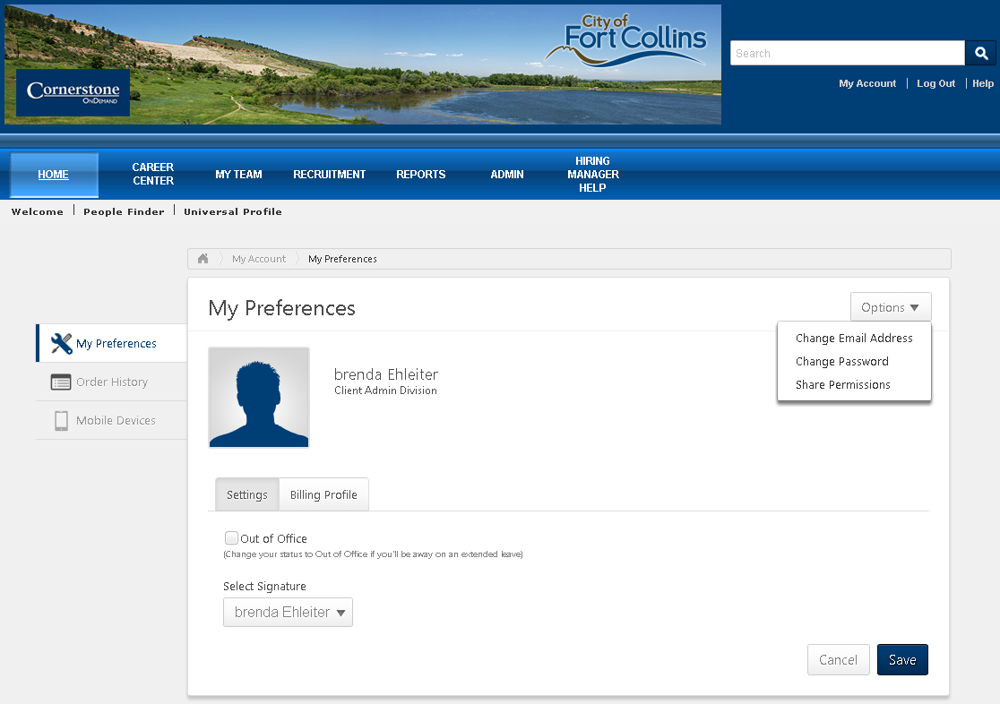 City of
Fort Collins
Cornerstone
OnDemand
Search
My Account
Log Out
Help
HOME
CAREER
CENTER
MY TEAM
RECRUITMENT
REPORTS
ADMIN
HIRING
MANAGER
HELP
Welcome
People Finder
Universal Profile
My Account
My Preferences
My Preferences
Options
Change Email Address
Change Password
Share Permissions
My Preferences
Order History
Mobile Devices
brenda Ehleiter
Client Admin Division
Settings
Billing Profile
Out of Office
(Change your status to Out of Office if you'll be away on an extended leave)
Select Signature
brenda Ehleiter
Cancel
Save